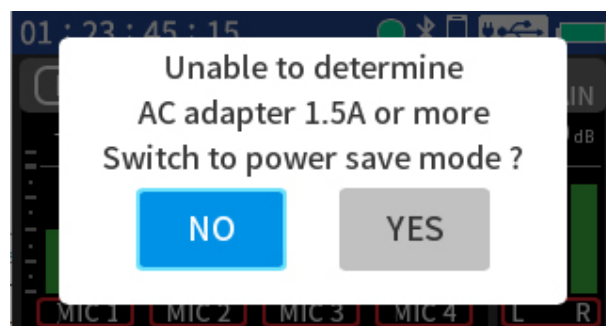 01 : 23 : 45 : 15
Unable to determine
AC adapter 1.5A or more
Switch to power save mode ?
IN
dB
NO YES
MIC 1 MIC 2 MIC 3 MIC 4 L R